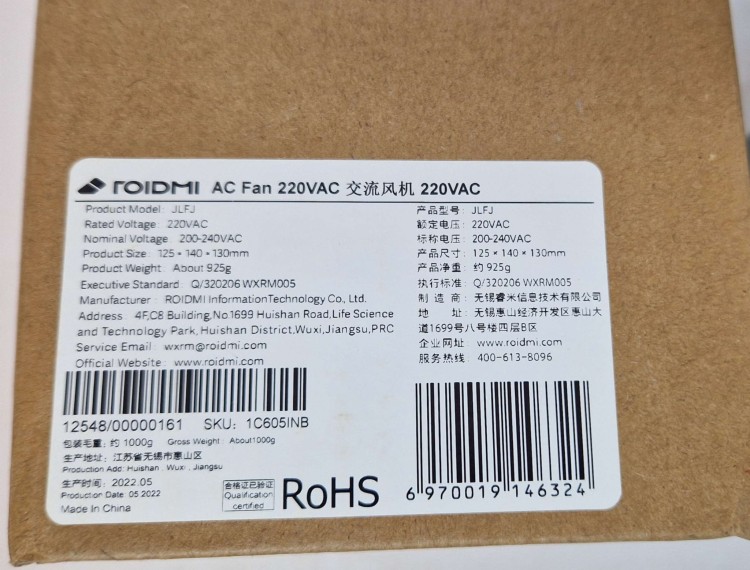 ROIDMI AC Fan 220VAC 交流风机 220VAC
Product Model: JLFJ
Rated Voltage: 220VAC
Nominal Voltage: 200-240VAC
Product Size: 125×140×130mm
Product Weight: About 925g
Executive Standard: Q/320206 WXRM005
Manufacturer: ROIDMI InformationTechnology Co., Ltd.
Address: 4F,C8 Building,No.1699 Huishan Road,Life Science
and Technology Park, Huishan District,Wuxi,Jiangsu,PRC
Service Email: wxrm@roidmi.com
Official Website: www.roidmi.com
12548/00000161 SKU: 1C605INB
包装毛重: 约 1000g Gross Weight: About1000g
生产地址: 江苏省无锡市惠山区
Production Add: Huishan, Wuxi, Jiangsu
生产时间: 2022.05
Production Date: 05.2022
Made In China
合格证已验证
Qualification
certified
RoHS
产品型号: JLFJ
额定电压: 220VAC
标称电压: 200-240VAC
产品尺寸: 125×140×130mm
产品净重: 约 925g
执行标准: Q/320206 WXRM005
制造商: 无锡睿米信息技术有限公司
地址: 无锡惠山经济开发区惠山大
道1699号八号楼四层B区
企业网址: www.roidmi.com
服务热线: 400-613-8096
6 970019 146324